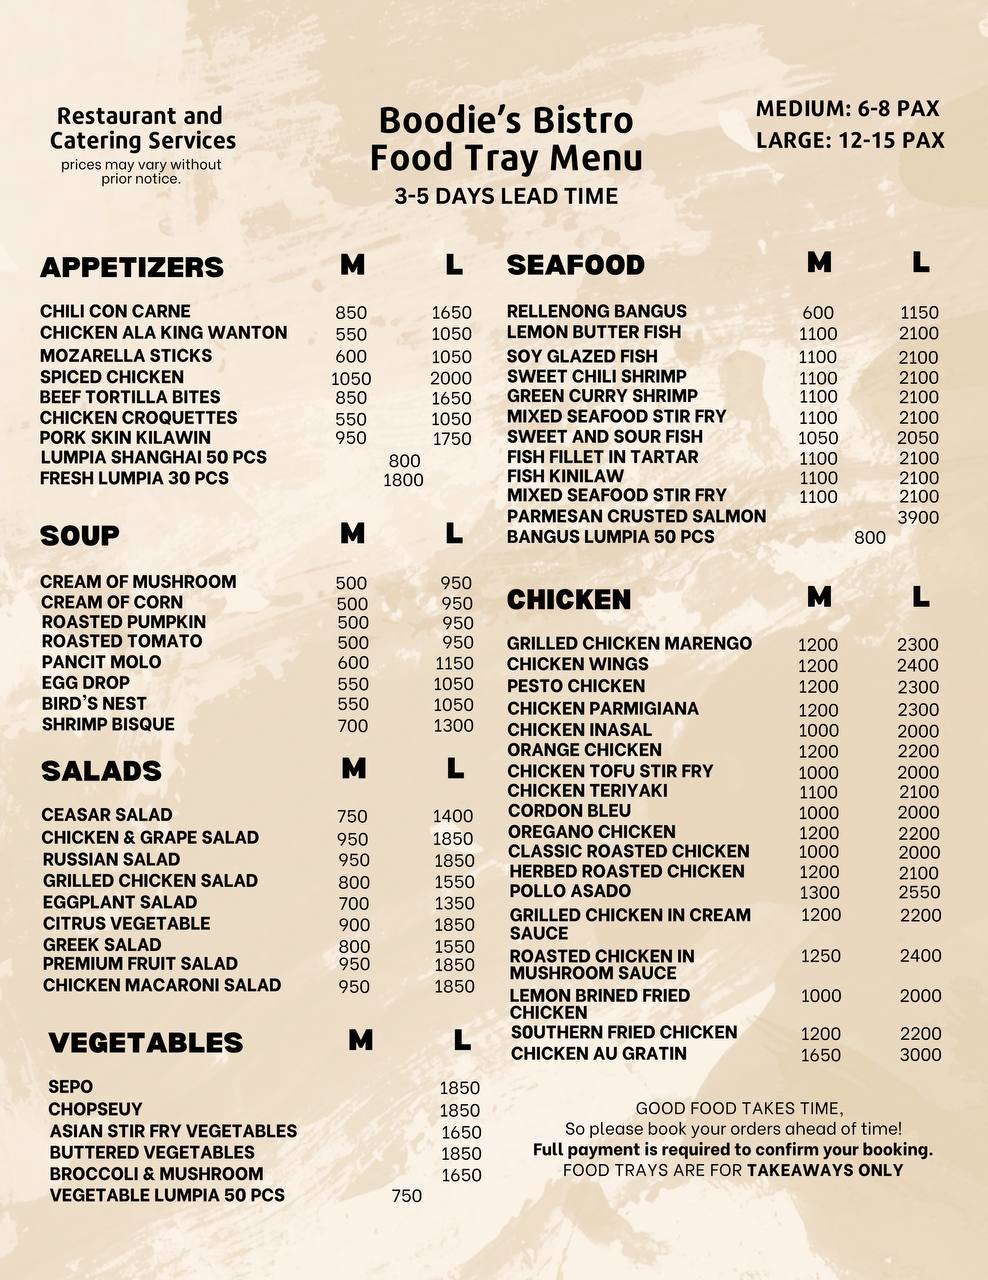 Restaurant and
Catering Services
prices may vary without
prior notice.
Boodie's Bistro
Food Tray Menu
3-5 DAYS LEAD TIME
MEDIUM: 6-8 PAX
LARGE: 12-15 PAX
APPETIZERS M L
CHILI CON CARNE 850 1650
CHICKEN ALA KING WANTON 550 1050
MOZARELLA STICKS 600 1050
SPICED CHICKEN 1050 2000
BEEF TORTILLA BITES 850 1650
CHICKEN CROQUETTES 550 1050
PORK SKIN KILAWIN 950 1750
LUMPIA SHANGHAI 50 PCS 800
FRESH LUMPIA 30 PCS 1800
SOUP M L
CREAM OF MUSHROOM 500 950
CREAM OF CORN 500 950
ROASTED PUMPKIN 500 950
ROASTED TOMATO 500 950
PANCIT MOLO 600 1150
EGG DROP 550 1050
BIRD'S NEST 550 1050
SHRIMP BISQUE 700 1300
SALADS M L
CEASAR SALAD 750 1400
CHICKEN & GRAPE SALAD 950 1850
RUSSIAN SALAD 950 1850
GRILLED CHICKEN SALAD 800 1550
EGGPLANT SALAD 700 1350
CITRUS VEGETABLE 900 1850
GREEK SALAD 800 1550
PREMIUM FRUIT SALAD 950 1850
CHICKEN MACARONI SALAD 950 1850
VEGETABLES M L
SEPO 1850
CHOPSEUY 1850
ASIAN STIR FRY VEGETABLES 1650
BUTTERED VEGETABLES 1850
BROCCOLI & MUSHROOM 1650
VEGETABLE LUMPIA 50 PCS 750
SEAFOOD M L
RELLENONG BANGUS 600 1150
LEMON BUTTER FISH 1100 2100
SOY GLAZED FISH 1100 2100
SWEET CHILI SHRIMP 1100 2100
GREEN CURRY SHRIMP 1100 2100
MIXED SEAFOOD STIR FRY 1100 2100
SWEET AND SOUR FISH 1050 2050
FISH FILLET IN TARTAR 1100 2100
FISH KINILAW 1100 2100
MIXED SEAFOOD STIR FRY 1100 2100
PARMESAN CRUSTED SALMON 3900
BANGUS LUMPIA 50 PCS 800
CHICKEN M L
GRILLED CHICKEN MARENGO 1200 2300
CHICKEN WINGS 1200 2400
PESTO CHICKEN 1200 2300
CHICKEN PARMIGIANA 1200 2300
CHICKEN INASAL 1000 2000
ORANGE CHICKEN 1200 2200
CHICKEN TOFU STIR FRY 1000 2000
CHICKEN TERIYAKI 1100 2100
CORDON BLEU 1000 2000
OREGANO CHICKEN 1200 2200
CLASSIC ROASTED CHICKEN 1000 2000
HERBED ROASTED CHICKEN 1200 2100
POLLO ASADO 1300 2550
GRILLED CHICKEN IN CREAM 1200 2200
SAUCE
ROASTED CHICKEN IN 1250 2400
MUSHROOM SAUCE
LEMON BRINED FRIED 1000 2000
CHICKEN
S0UTHERN FRIED CHICKEN 1200 2200
CHICKEN AU GRATIN 1650 3000
GOOD FOOD TAKES TIME,
So please book your orders ahead of time!
Full payment is required to confirm your booking.
FOOD TRAYS ARE FOR TAKEAWAYS ONLY